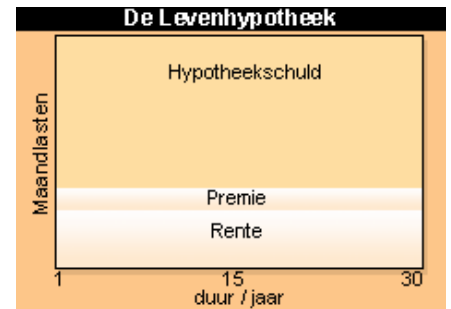 De Levenhypotheek
Hypotheekschuld
Maandlasten
Premie
Rente
1 15 30
duur / jaar